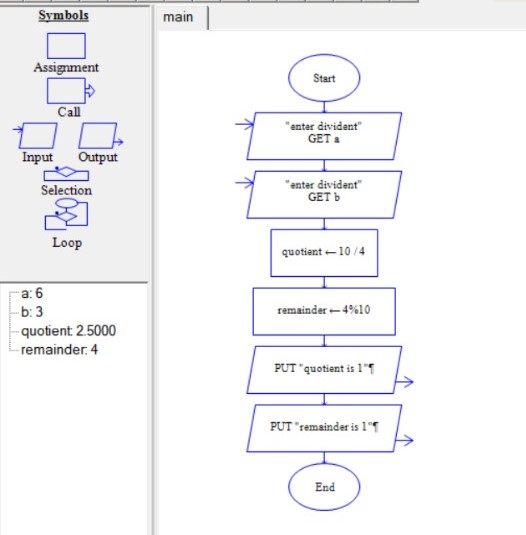 Symbols
Assignment
Call
Input Output
Selection
Loop
a: 6
b: 3
quotient: 2.5000
remainder: 4
main
Start
"enter divident"
GET a
"enter divident"
GET b
quotient ← 10 / 4
remainder ← 4%10
PUT "quotient is 1"¶
PUT "remainder is 1"¶
End